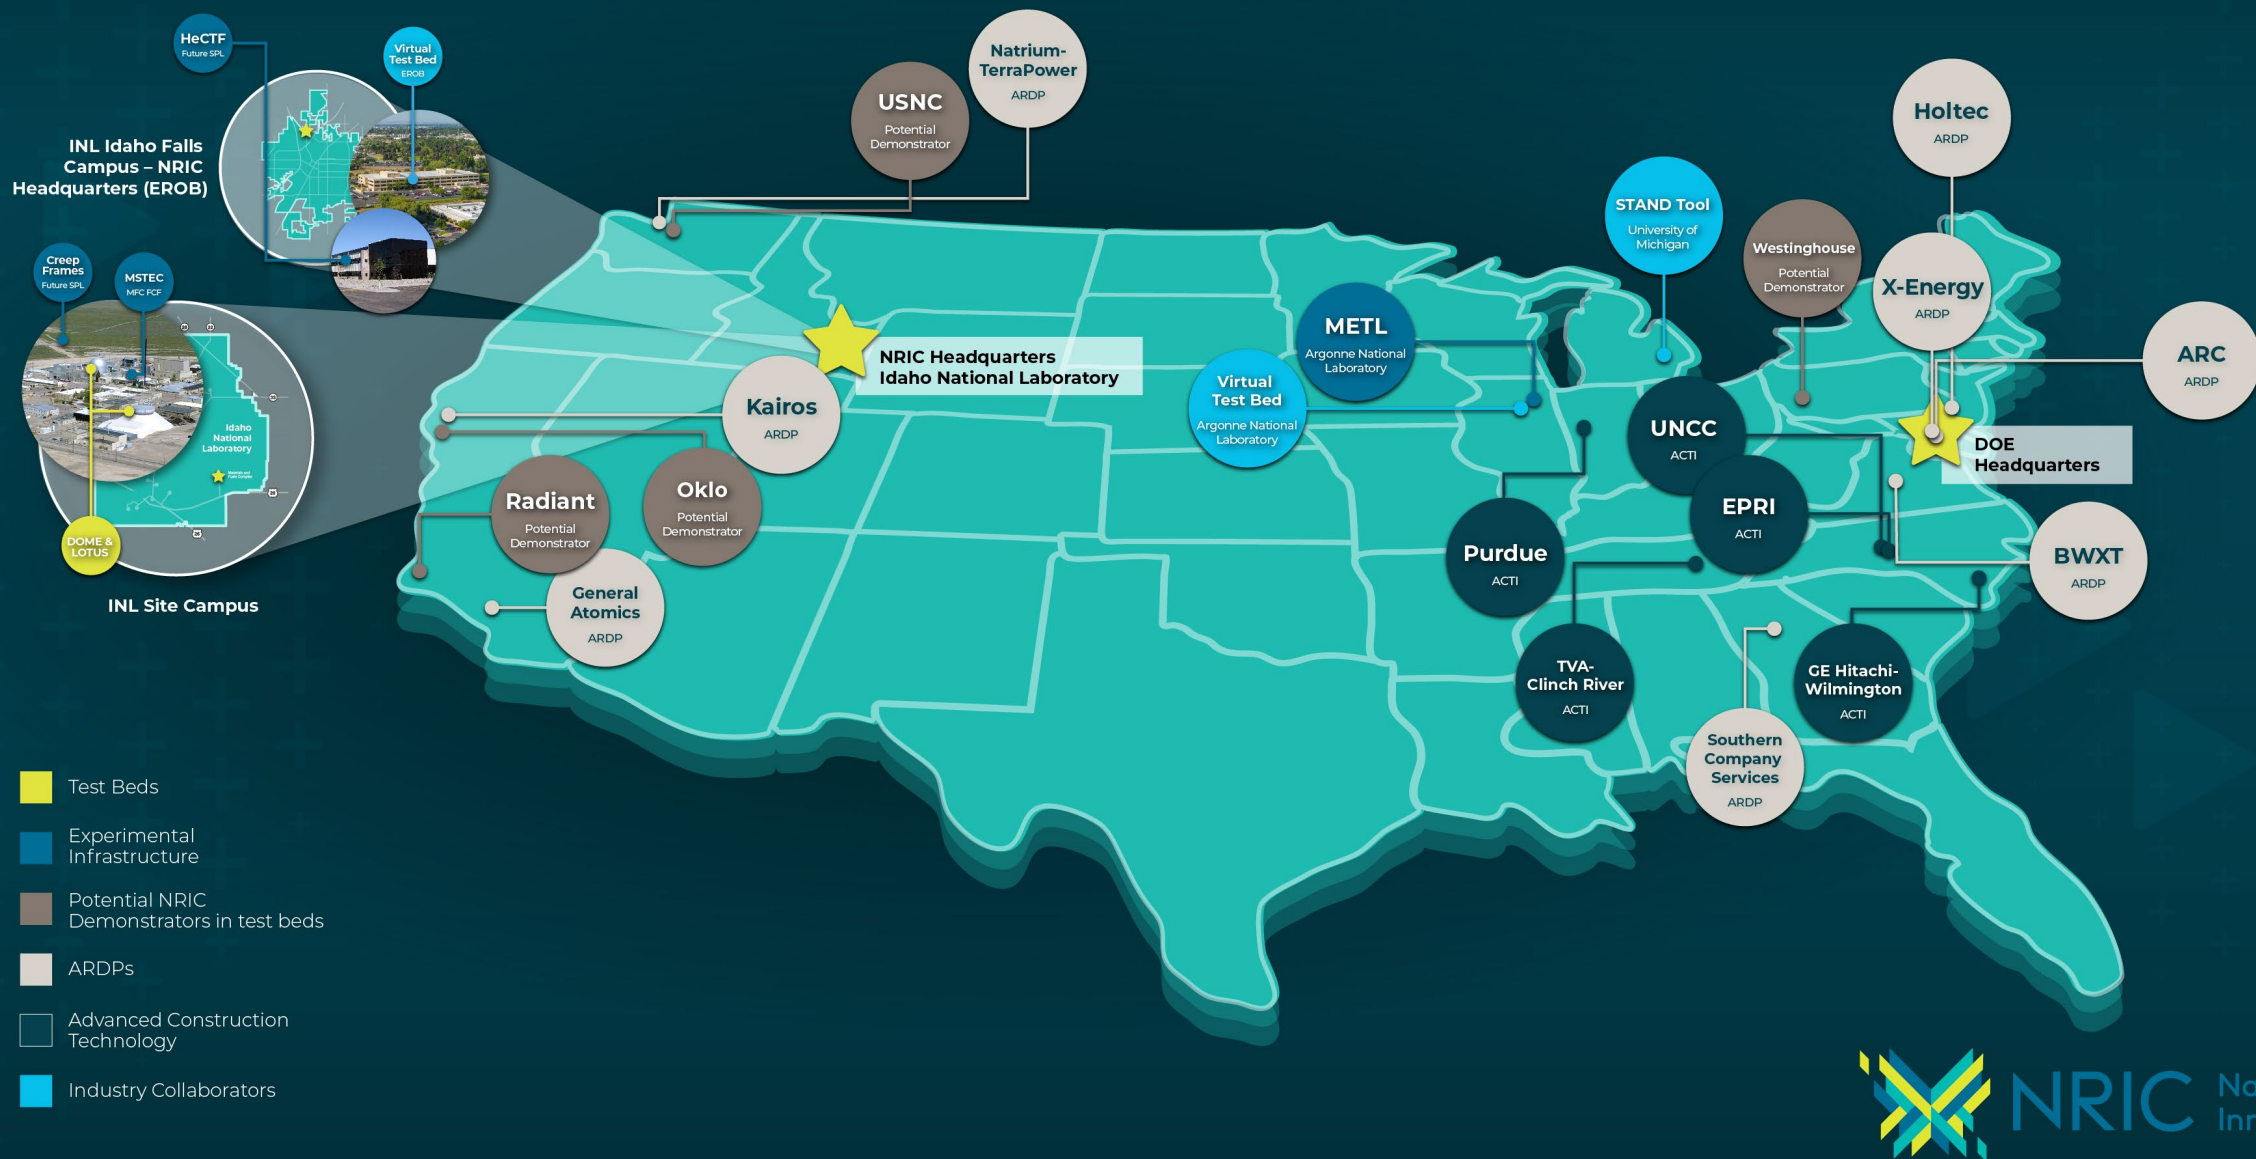 HeCTF
Future SPL
Virtual
Test Bed
EROB
INL Idaho Falls
Campus – NRIC
Headquarters (EROB)
Creep
Frames
Future SPL
MSTEC
MFC FCF
Idaho
National
Laboratory
DOME &
LOTUS
INL Site Campus
USNC
Potential
Demonstrator
Natrium-
TerraPower
ARDP
NRIC Headquarters
Idaho National Laboratory
Kairos
ARDP
Radiant
Potential
Demonstrator
Oklo
Potential
Demonstrator
General
Atomics
ARDP
METL
Argonne National
Laboratory
Virtual
Test Bed
Argonne National
Laboratory
STAND Tool
University of
Michigan
Westinghouse
Potential
Demonstrator
Holtec
ARDP
X-Energy
ARDP
ARC
ARDP
DOE
Headquarters
UNCC
ACTI
EPRI
ACTI
Purdue
ACTI
BWXT
ARDP
TVA-
Clinch River
ACTI
GE Hitachi-
Wilmington
ACTI
Southern
Company
Services
ARDP
Test Beds
Experimental
Infrastructure
Potential NRIC
Demonstrators in test beds
ARDPs
Advanced Construction
Technology
Industry Collaborators
NRIC